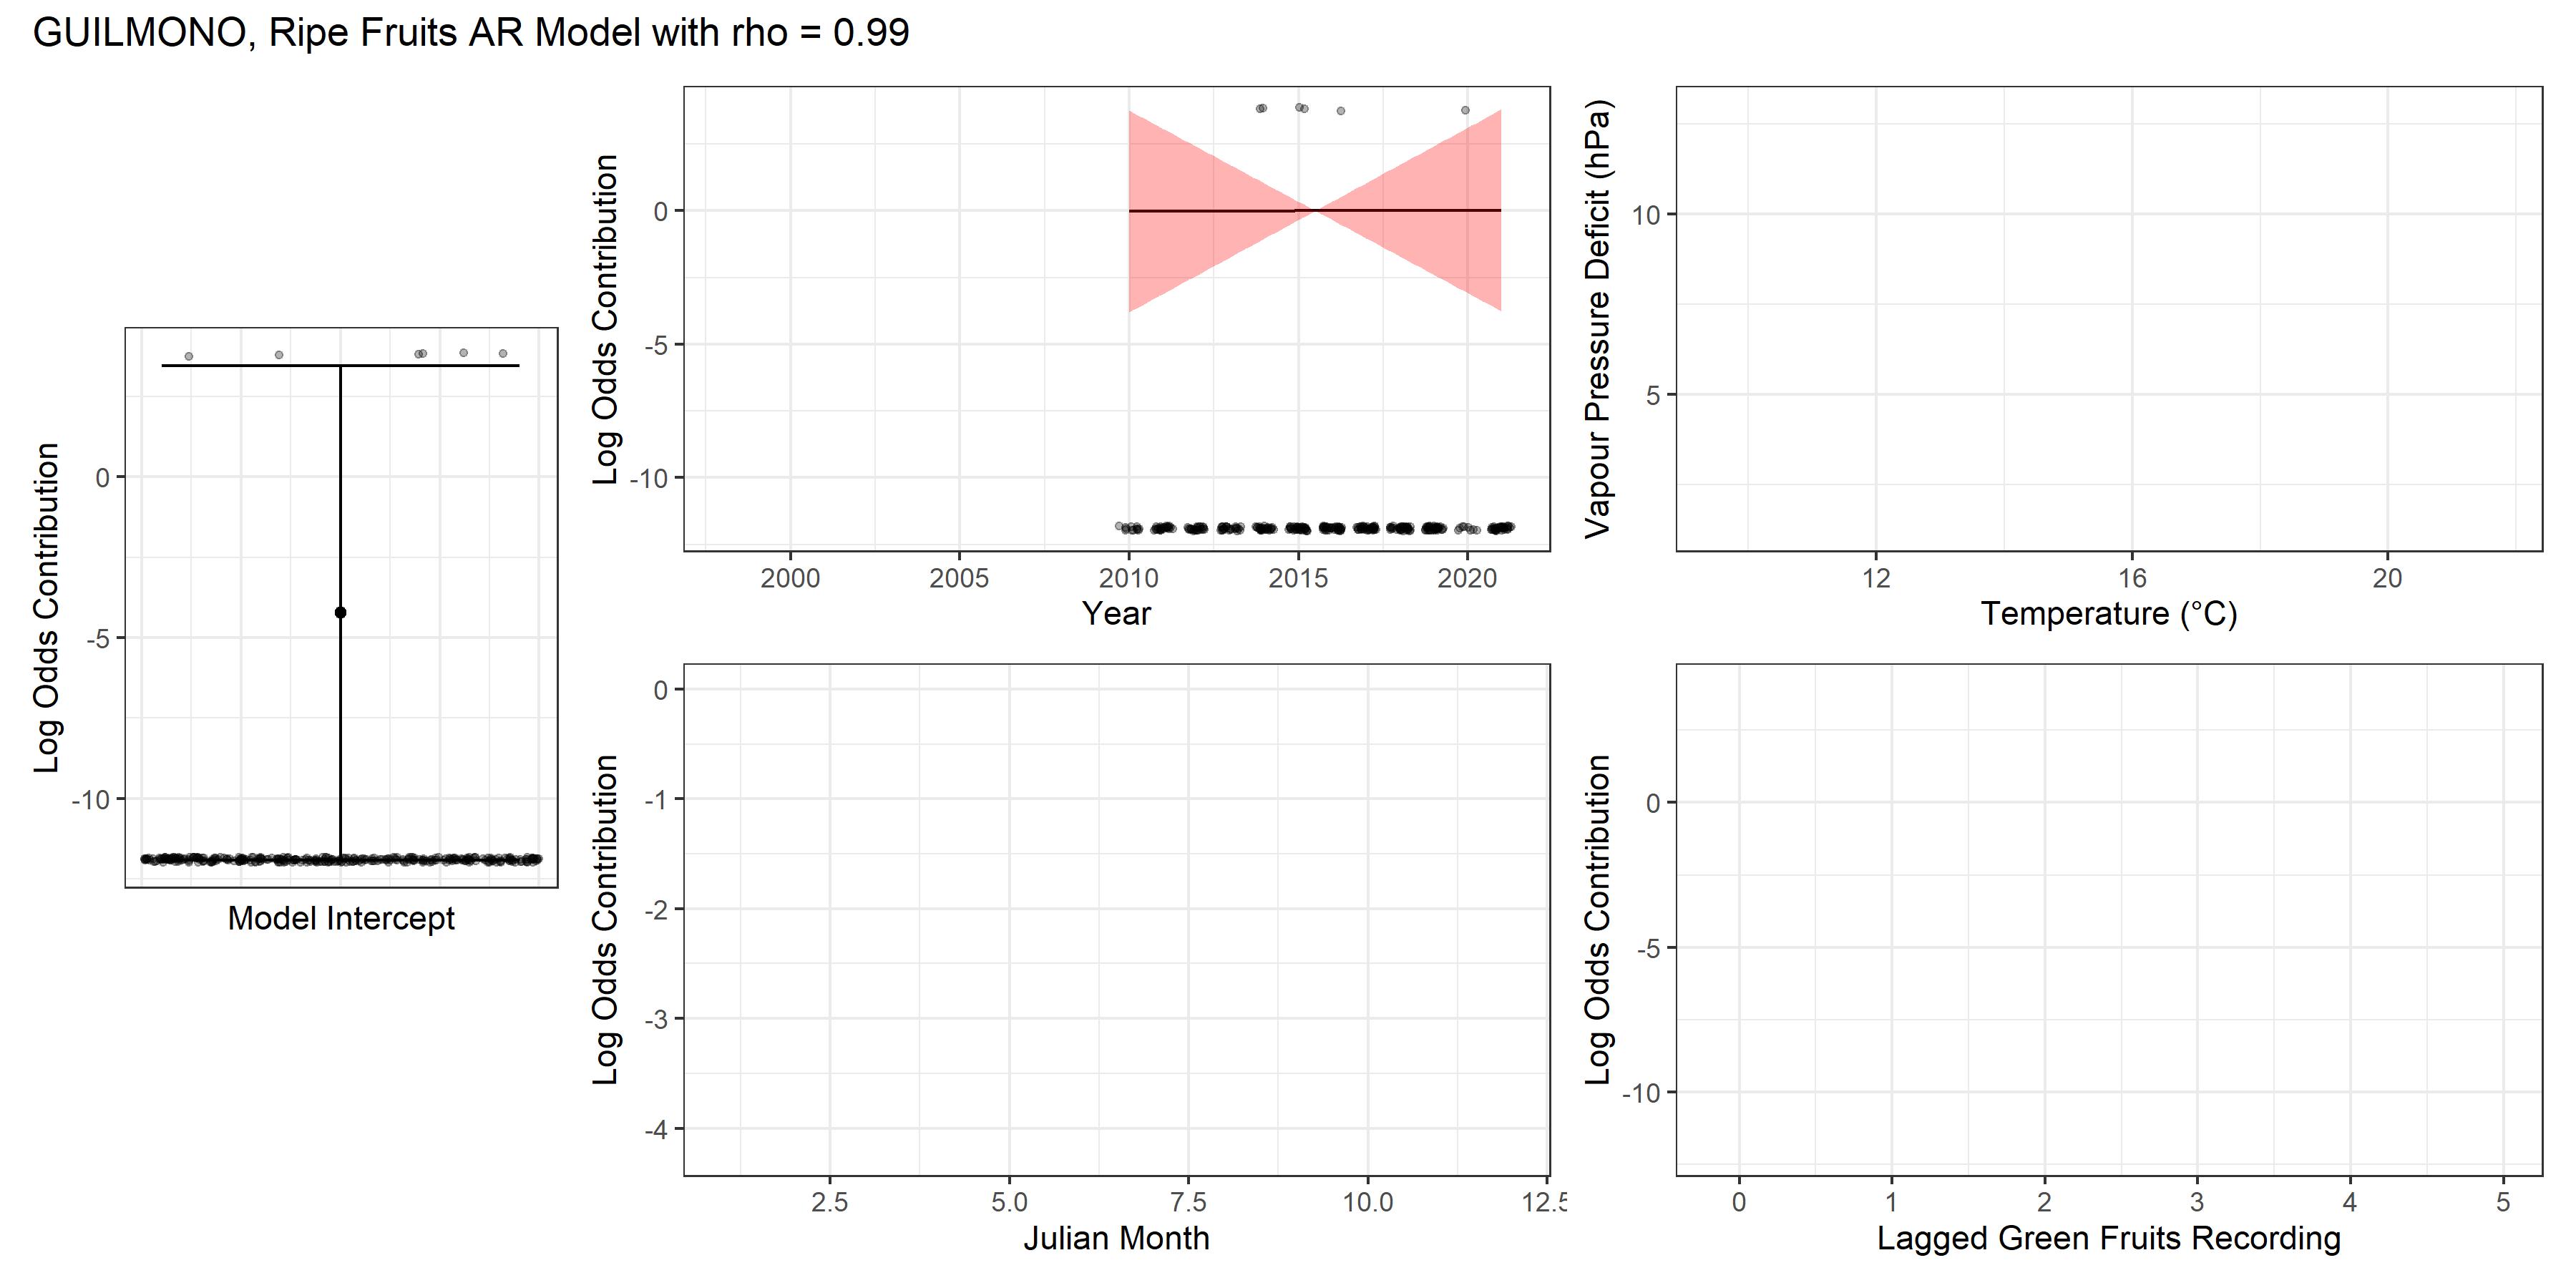 GUILMONO, Ripe Fruits AR Model with rho = 0.99
Log Odds Contribution
0
-5
-10
Model Intercept
Log Odds Contribution
0
-5
-10
2000 2005 2010 2015 2020
Year
Vapour Pressure Deficit (hPa)
10
5
12 16 20
Temperature (°C)
Log Odds Contribution
0
-1
-2
-3
-4
2.5 5.0 7.5 10.0 12.5
Julian Month
Log Odds Contribution
0
-5
-10
0 1 2 3 4 5
Lagged Green Fruits Recording